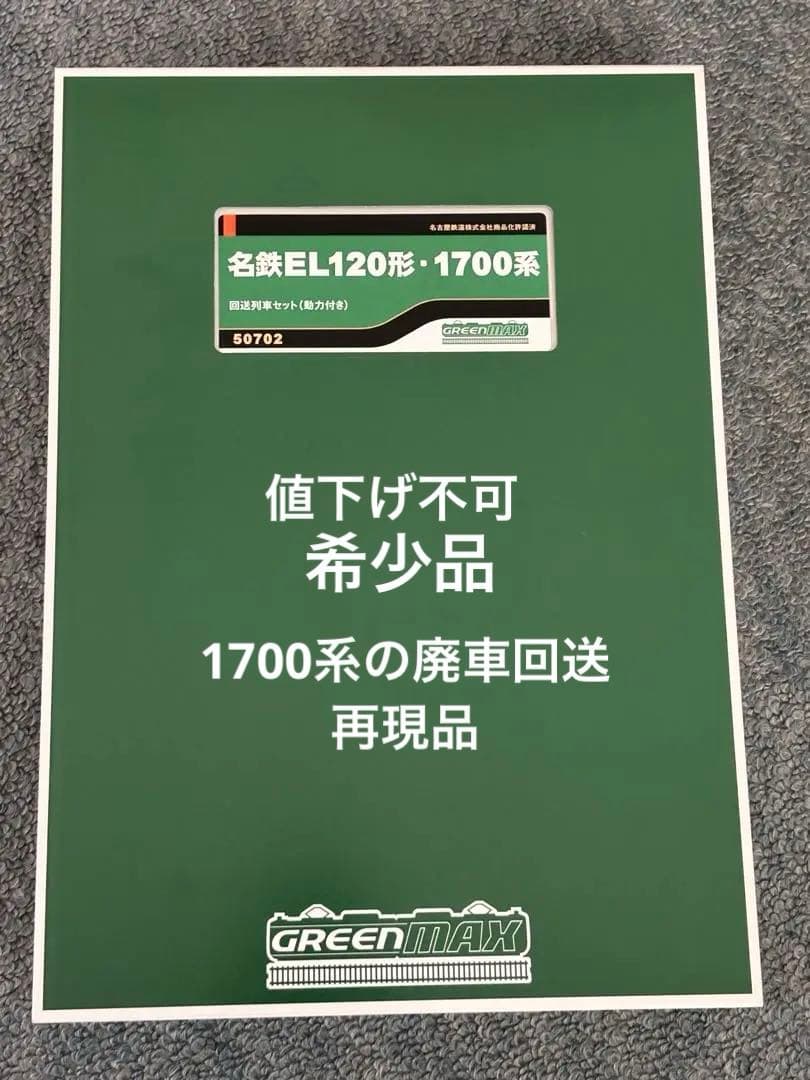 名古屋鉄道株式会社商品化許諾済
名鉄EL120形・1700系
回送列車セット(動力付き)
50702
GREENMAX
値下げ不可
希少品
1700系の廃車回送
再現品
GREENMAX